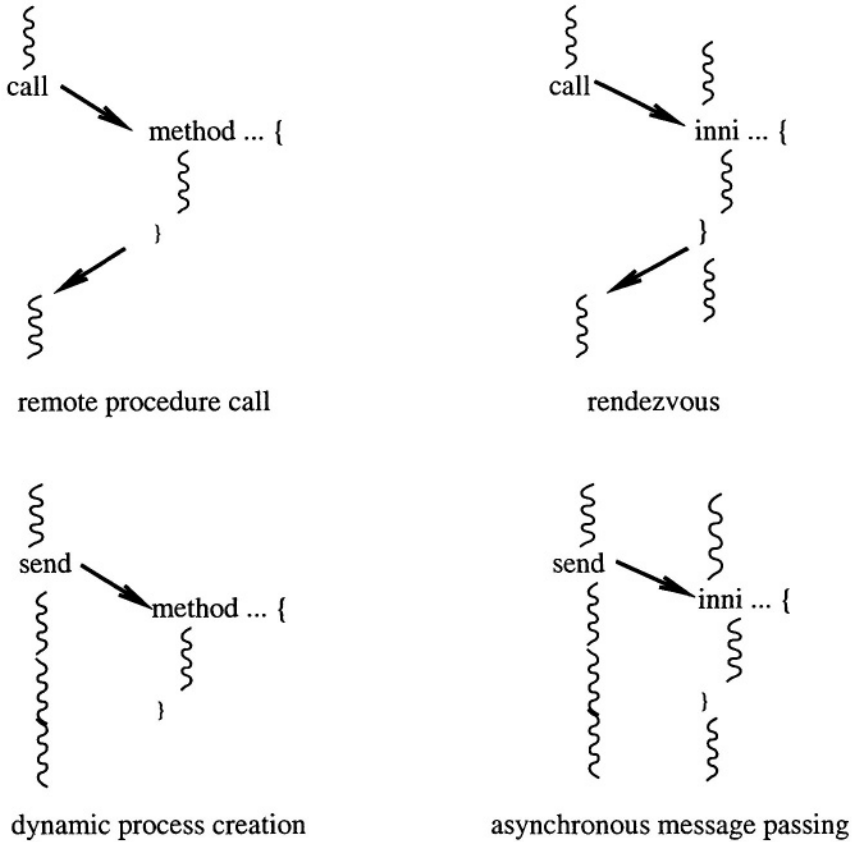 call
method ... {
}
remote procedure call
call
inni ... {
}
rendezvous
send
method ... {
}
dynamic process creation
send
inni ... {
}
asynchronous message passing